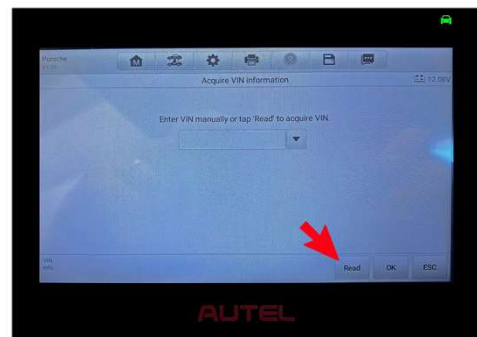 Porsche
Acquire VIN information
12.08V
Enter VIN manually or tap 'Read' to acquire VIN.
VIN
Read OK ESC
AUTEL